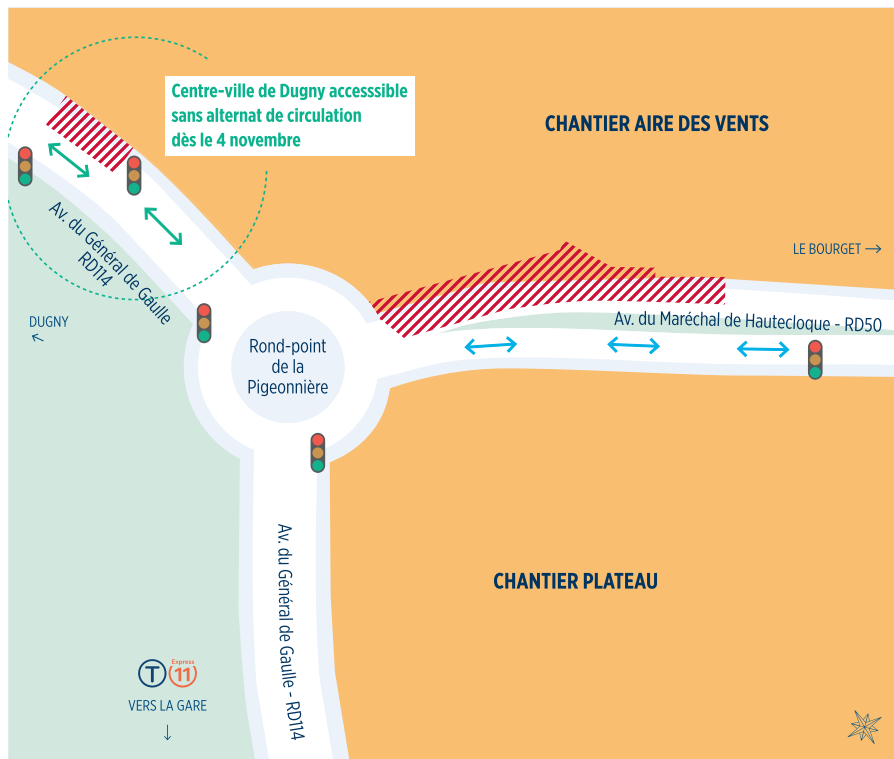 Centre-ville de Dugny accesssible
sans alternat de circulation
dès le 4 novembre
CHANTIER AIRE DES VENTS
LE BOURGET
Av. du Général de Gaulle
RD114
DUGNY
Av. du Maréchal de Hautecloque - RD50
Rond-point
de la
Pigeonnière
Av. du Général de Gaulle - RD114
CHANTIER PLATEAU
Express
T 11
VERS LA GARE